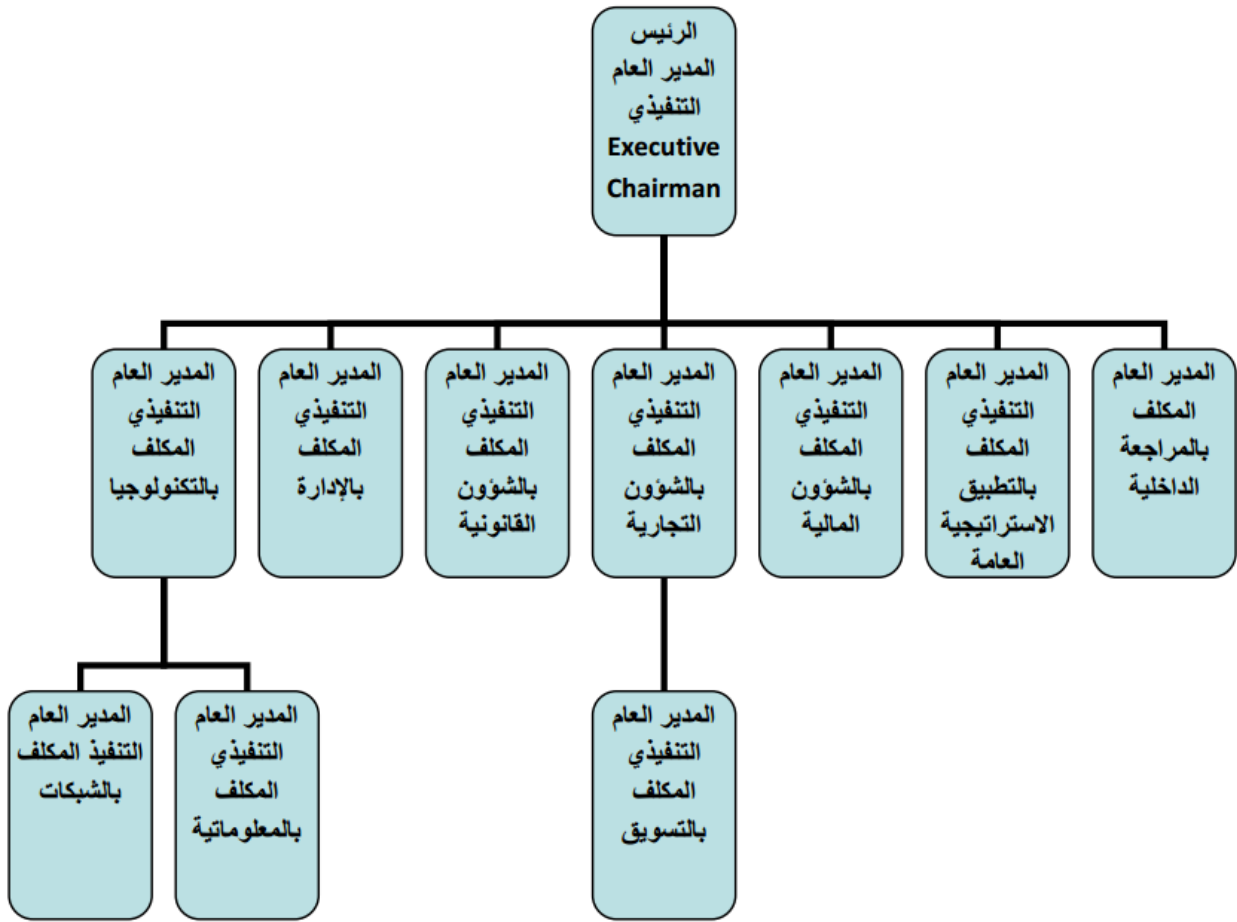 الرئيس
المدير العام
التنفيذي
Executive
Chairman
المدير العام
المكلف
بالمراجعة
الداخلية
المدير العام
التنفيذي
المكلف
بالتطبيق
الاستراتيجية
العامة
المدير العام
التنفيذي
المكلف
بالشؤون
المالية
المدير العام
التنفيذي
المكلف
بالشؤون
التجارية
المدير العام
التنفيذي
المكلف
بالشؤون
القانونية
المدير العام
التنفيذي
المكلف
بالإدارة
المدير العام
التنفيذي
المكلف
بالتكنولوجيا
المدير العام
التنفيذي
المكلف
بالتسويق
المدير العام
التنفيذي
المكلف
بالمعلوماتية
المدير العام
التنفيذ المكلف
بالشبكات